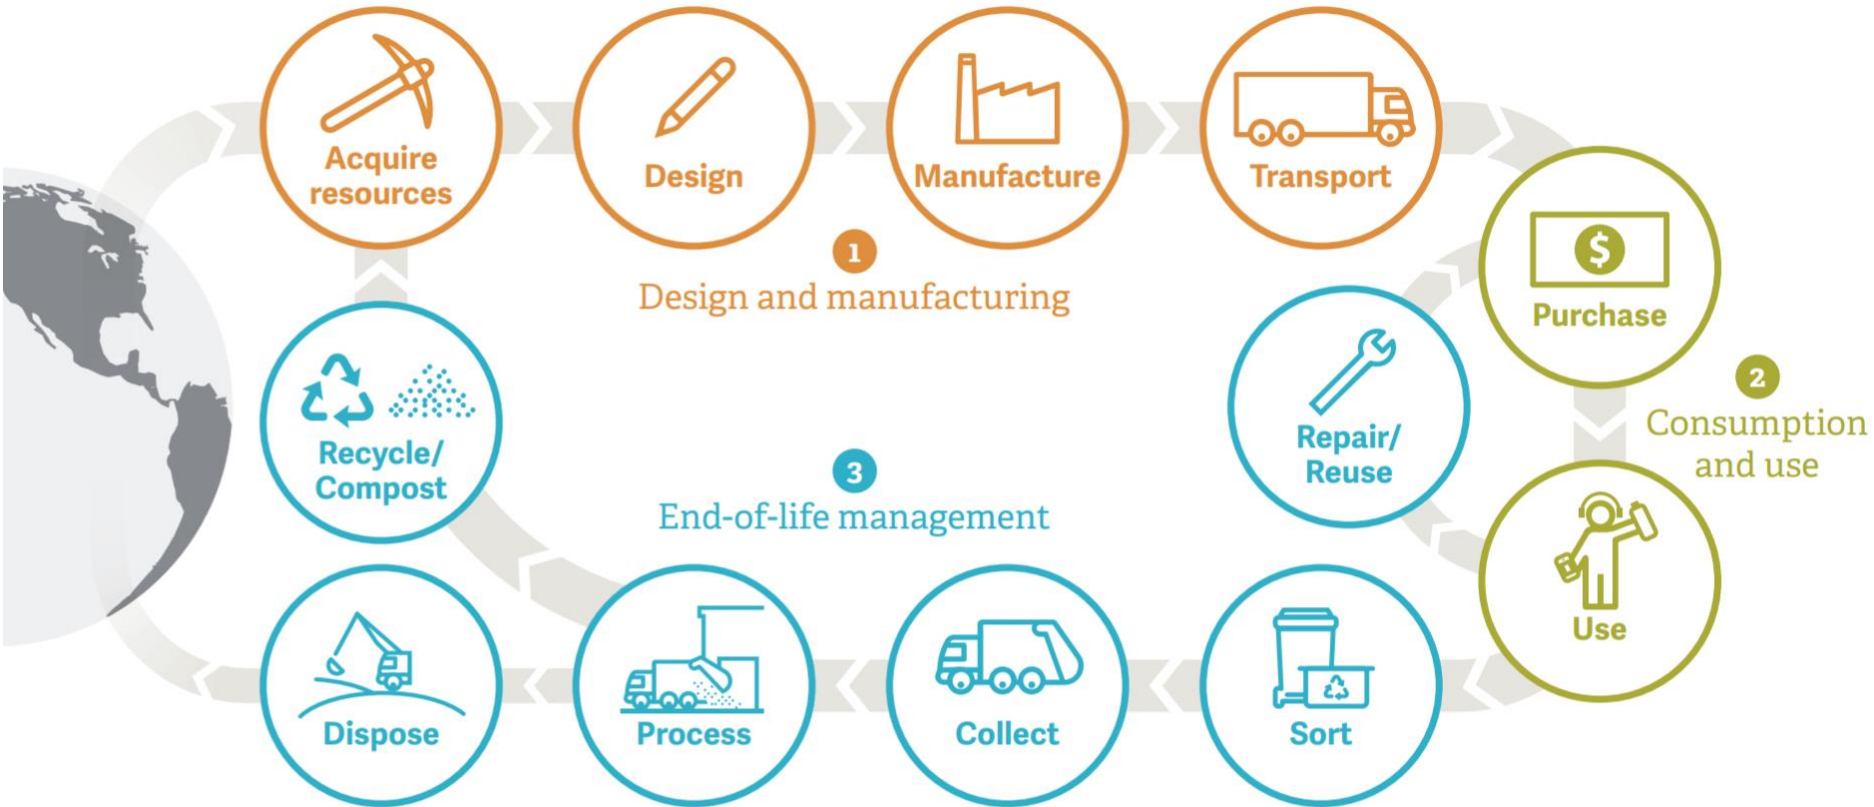 Acquire
resources
Design
Manufacture
Transport
1
Design and manufacturing
$
Purchase
2
Consumption
and use
Use
Repair/
Reuse
3
End-of-life management
Recycle/
Compost
Dispose
Process
Collect
Sort